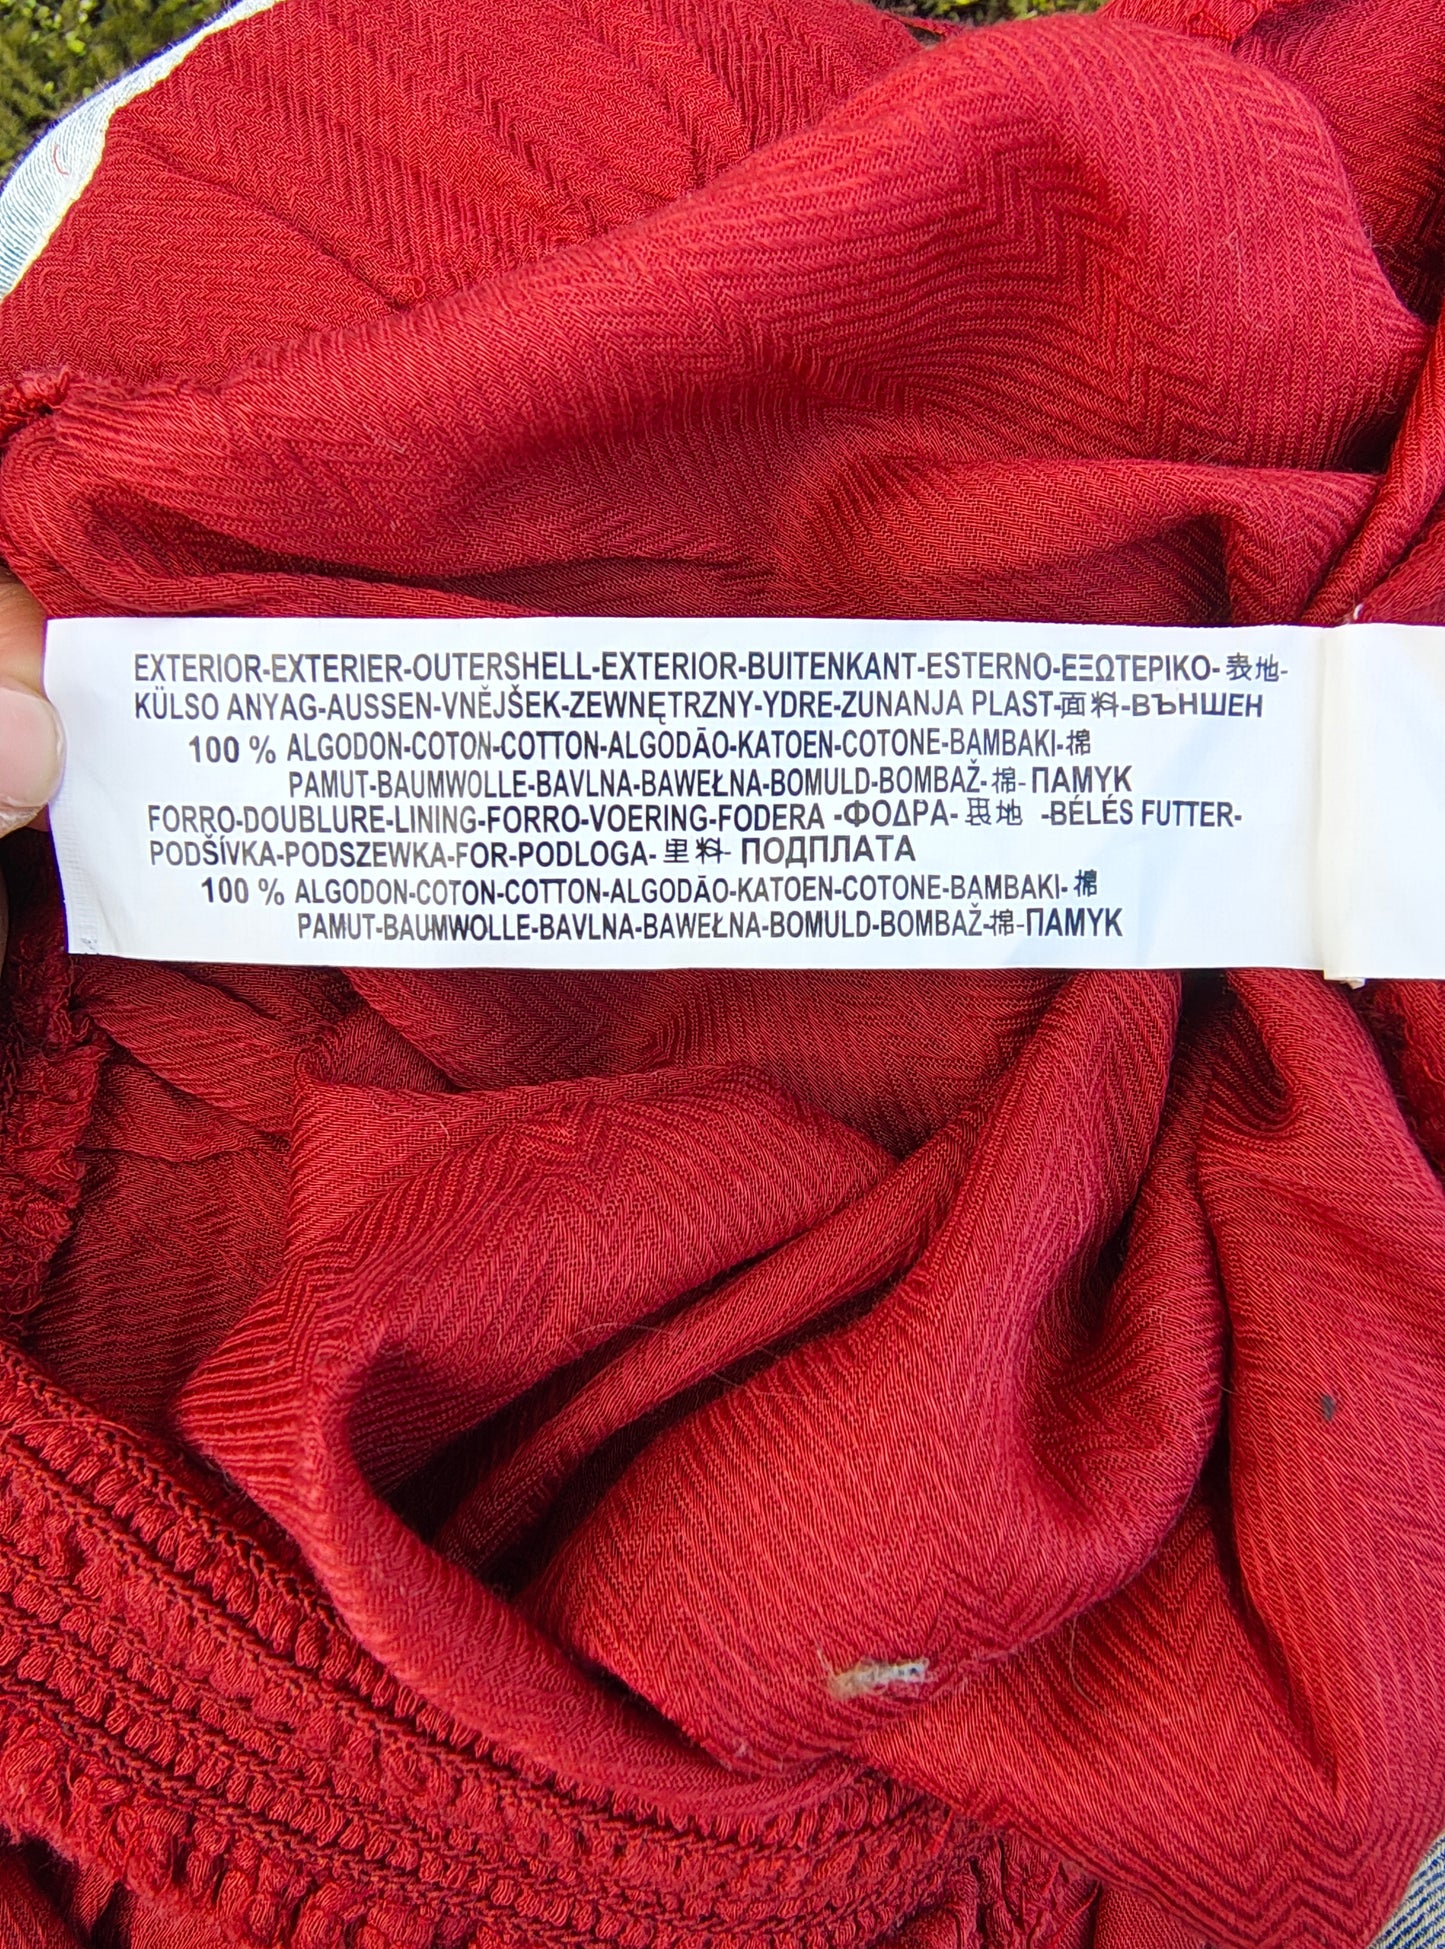 EXTERIOR-EXTERIER-OUTERSHELL-EXTERIOR-BUITENKANT-ESTERNO-ΕΞΩΤΕΡΙΚΟ-表地-
KÜLSO ANYAG-AUSSEN-VNĚJŠEK-ZEWNĘTRZNY-YDRE-ZUNANJA PLAST-面料-ВЪНШЕН
100 % ALGODON-COTON-COTTON-ALGODÃO-KATOEN-COTONE-BAMBAKI-棉
PAMUT-BAUMWOLLE-BAVLNA-BAWEŁNA-BOMULD-BOMBAŽ-棉-ПАМУК
FORRO-DOUBLURE-LINING-FORRO-VOERING-FODERA -ΦΟΔΡΑ-裏地 -BÉLÉS FUTTER-
PODŠÍVKA-PODSZEWKA-FOR-PODLOGA-里料- ПОДПЛАТА
100 % ALGODON-COTON-COTTON-ALGODÃO-KATOEN-COTONE-BAMBAKI-棉
PAMUT-BAUMWOLLE-BAVLNA-BAWEŁNA-BOMULD-BOMBAŽ-棉-ПАМУК